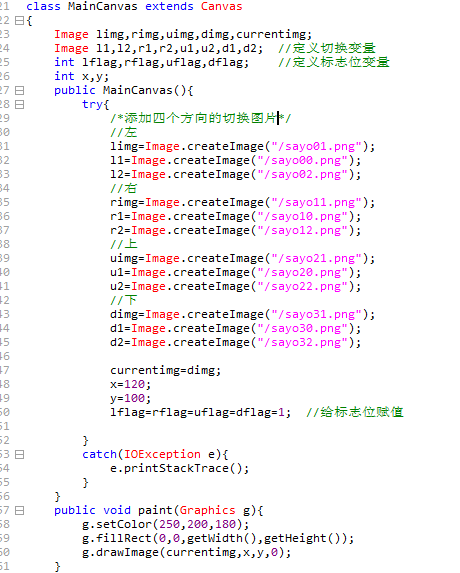 21 class MainCanvas extends Canvas
22 {
23 Image limg,rimg,uimg,dimg,currentimg;
24 Image l1,l2,r1,r2,u1,u2,d1,d2; //定义切换变量
25 int lflag,rflag,uflag,dflag; //定义标志位变量
26 int x,y;
27 public MainCanvas(){
28 try{
29 /*添加四个方向的切换图片*/
30 //左
31 limg=Image.createImage("/sayo01.png");
32 l1=Image.createImage("/sayo00.png");
33 l2=Image.createImage("/sayo02.png");
34 //右
35 rimg=Image.createImage("/sayo11.png");
36 r1=Image.createImage("/sayo10.png");
37 r2=Image.createImage("/sayo12.png");
38 //上
39 uimg=Image.createImage("/sayo21.png");
40 u1=Image.createImage("/sayo20.png");
41 u2=Image.createImage("/sayo22.png");
42 //下
43 dimg=Image.createImage("/sayo31.png");
44 d1=Image.createImage("/sayo30.png");
45 d2=Image.createImage("/sayo32.png");
46
47 currentimg=dimg;
48 x=120;
49 y=100;
50 lflag=rflag=uflag=dflag=1; //给标志位赋值
51
52 }
53 catch(IOException e){
54 e.printStackTrace();
55 }
56 }
57 public void paint(Graphics g){
58 g.setColor(250,200,180);
59 g.fillRect(0,0,getWidth(),getHeight());
60 g.drawImage(currentimg,x,y,0);
61 }